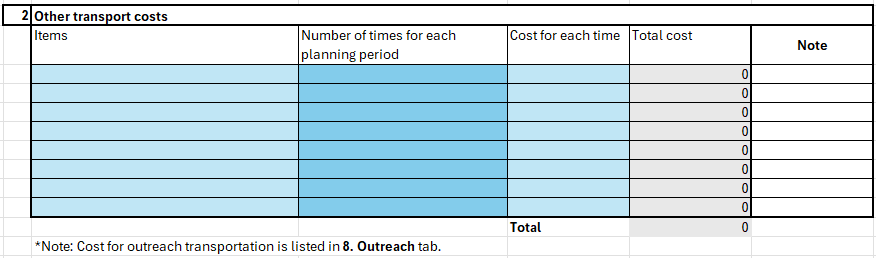 2 Other transport costs
Items Number of times for each planning period Cost for each time Total cost Note
0
0
0
0
0
0
0
0
Total 0
*Note: Cost for outreach transportation is listed in 8. Outreach tab.